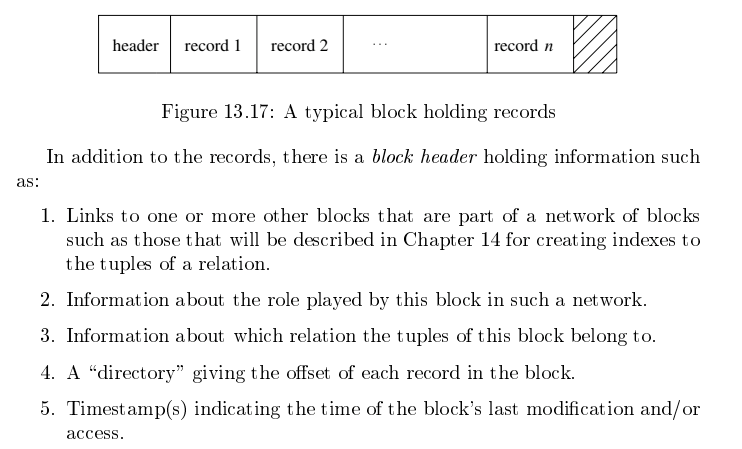 header record 1 record 2 ... record n
Figure 13.17: A typical block holding records
In addition to the records, there is a block header holding information such
as:
1. Links to one or more other blocks that are part of a network of blocks
such as those that will be described in Chapter 14 for creating indexes to
the tuples of a relation.
2. Information about the role played by this block in such a network.
3. Information about which relation the tuples of this block belong to.
4. A “directory” giving the offset of each record in the block.
5. Timestamp(s) indicating the time of the block's last modification and/or
access.